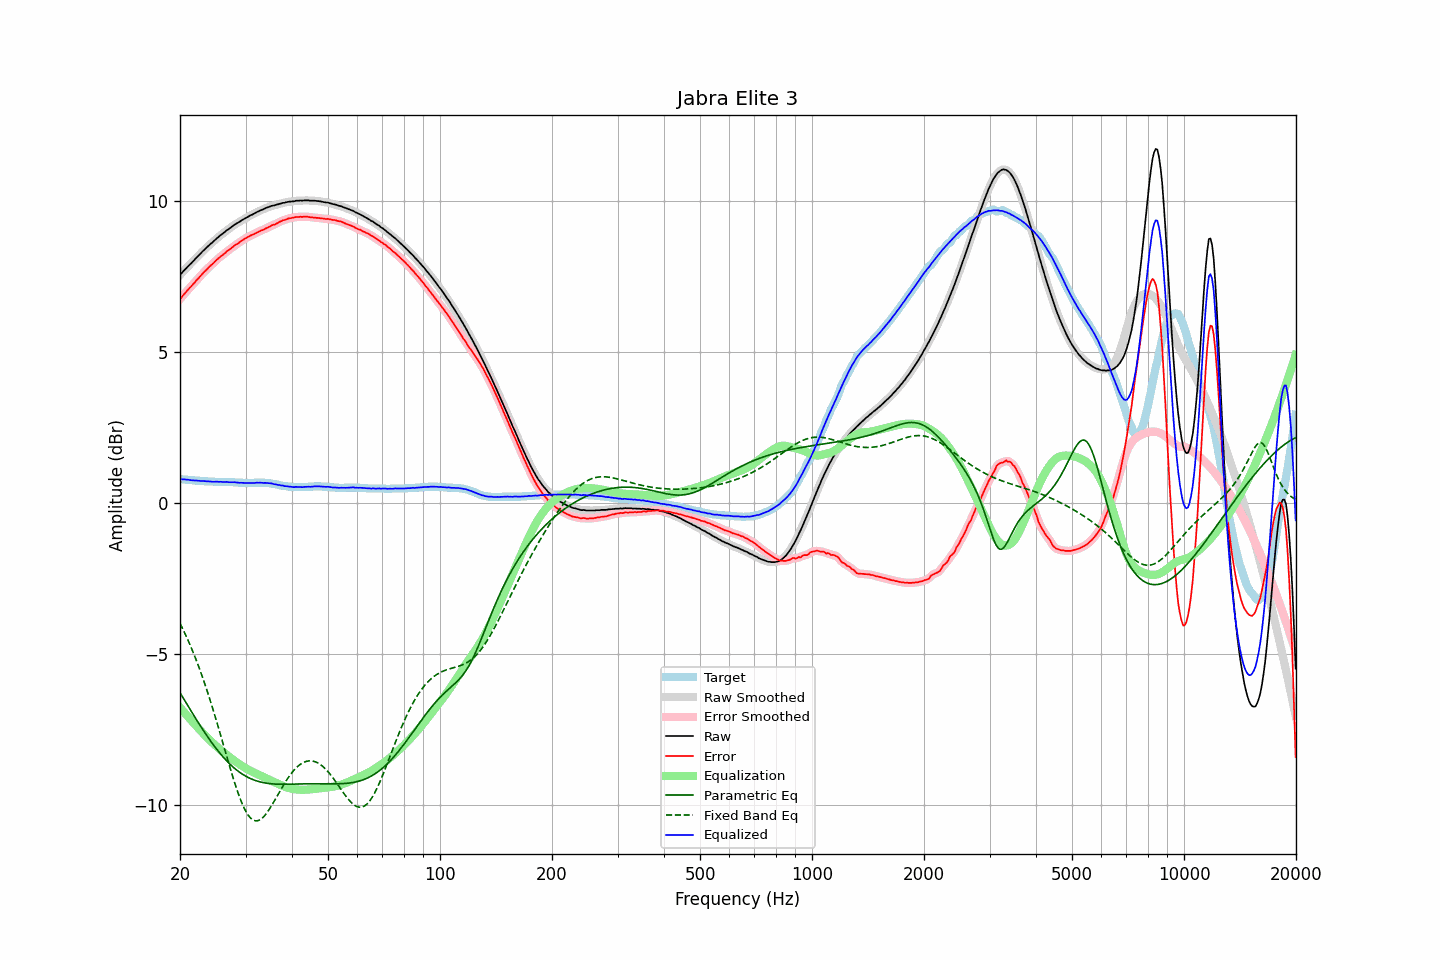 Jabra Elite 3
Amplitude (dBr)
10
5
0
−5
−10
Target
Raw Smoothed
Error Smoothed
Raw
Error
Equalization
Parametric Eq
Fixed Band Eq
Equalized
20 50 100 200 500 1000 2000 5000 10000 20000
Frequency (Hz)